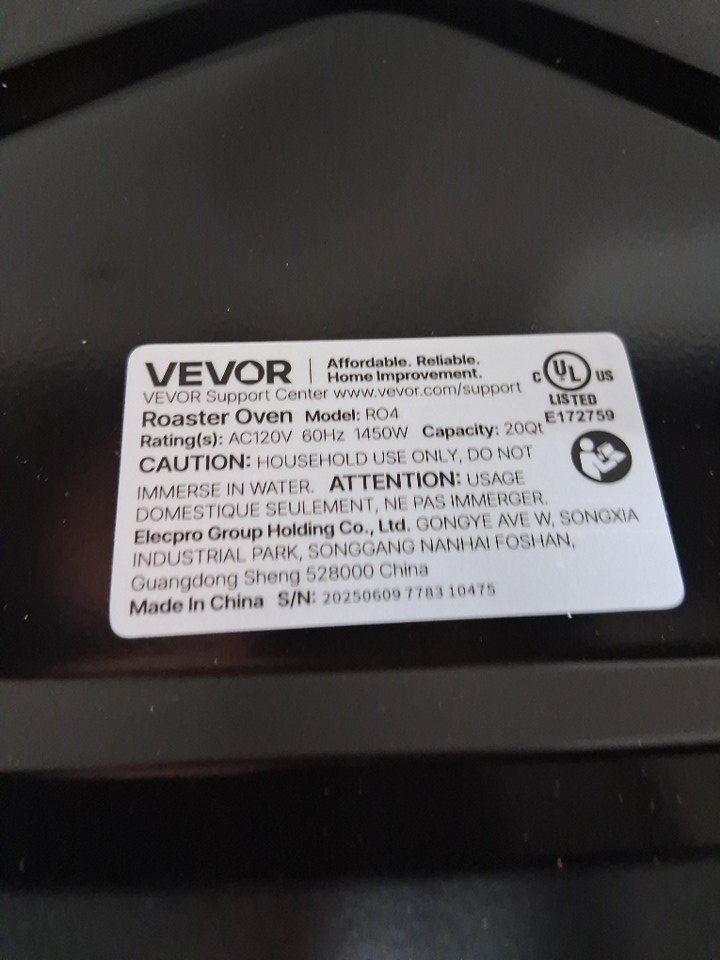 VEVOR | Affordable. Reliable.
Home Improvement.
VEVOR Support Center www.vevor.com/support
Roaster Oven Model: RO4
Rating(s): AC120V 60Hz 1450W Capacity: 20Qt
C UL US
LISTED
E172759
CAUTION: HOUSEHOLD USE ONLY, DO NOT
IMMERSE IN WATER. ATTENTION: USAGE
DOMESTIQUE SEULEMENT, NE PAS IMMERGER.
Elecpro Group Holding Co., Ltd. GONGYE AVE W, SONGXIA
INDUSTRIAL PARK, SONGGANG NANHAI FOSHAN,
Guangdong Sheng 528000 China
Made In China S/N: 20250609 7783 10475